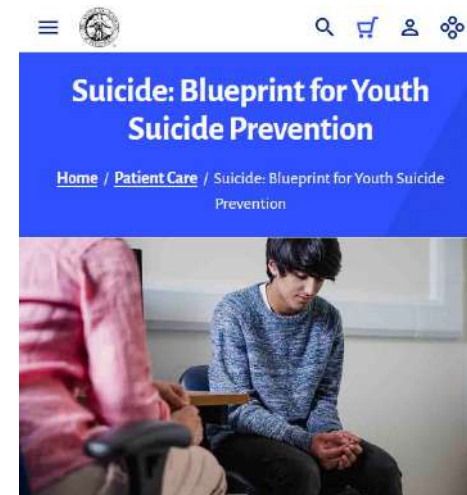 Suicide: Blueprint for Youth
Suicide Prevention
Home / Patient Care / Suicide: Blueprint for Youth Suicide
Prevention